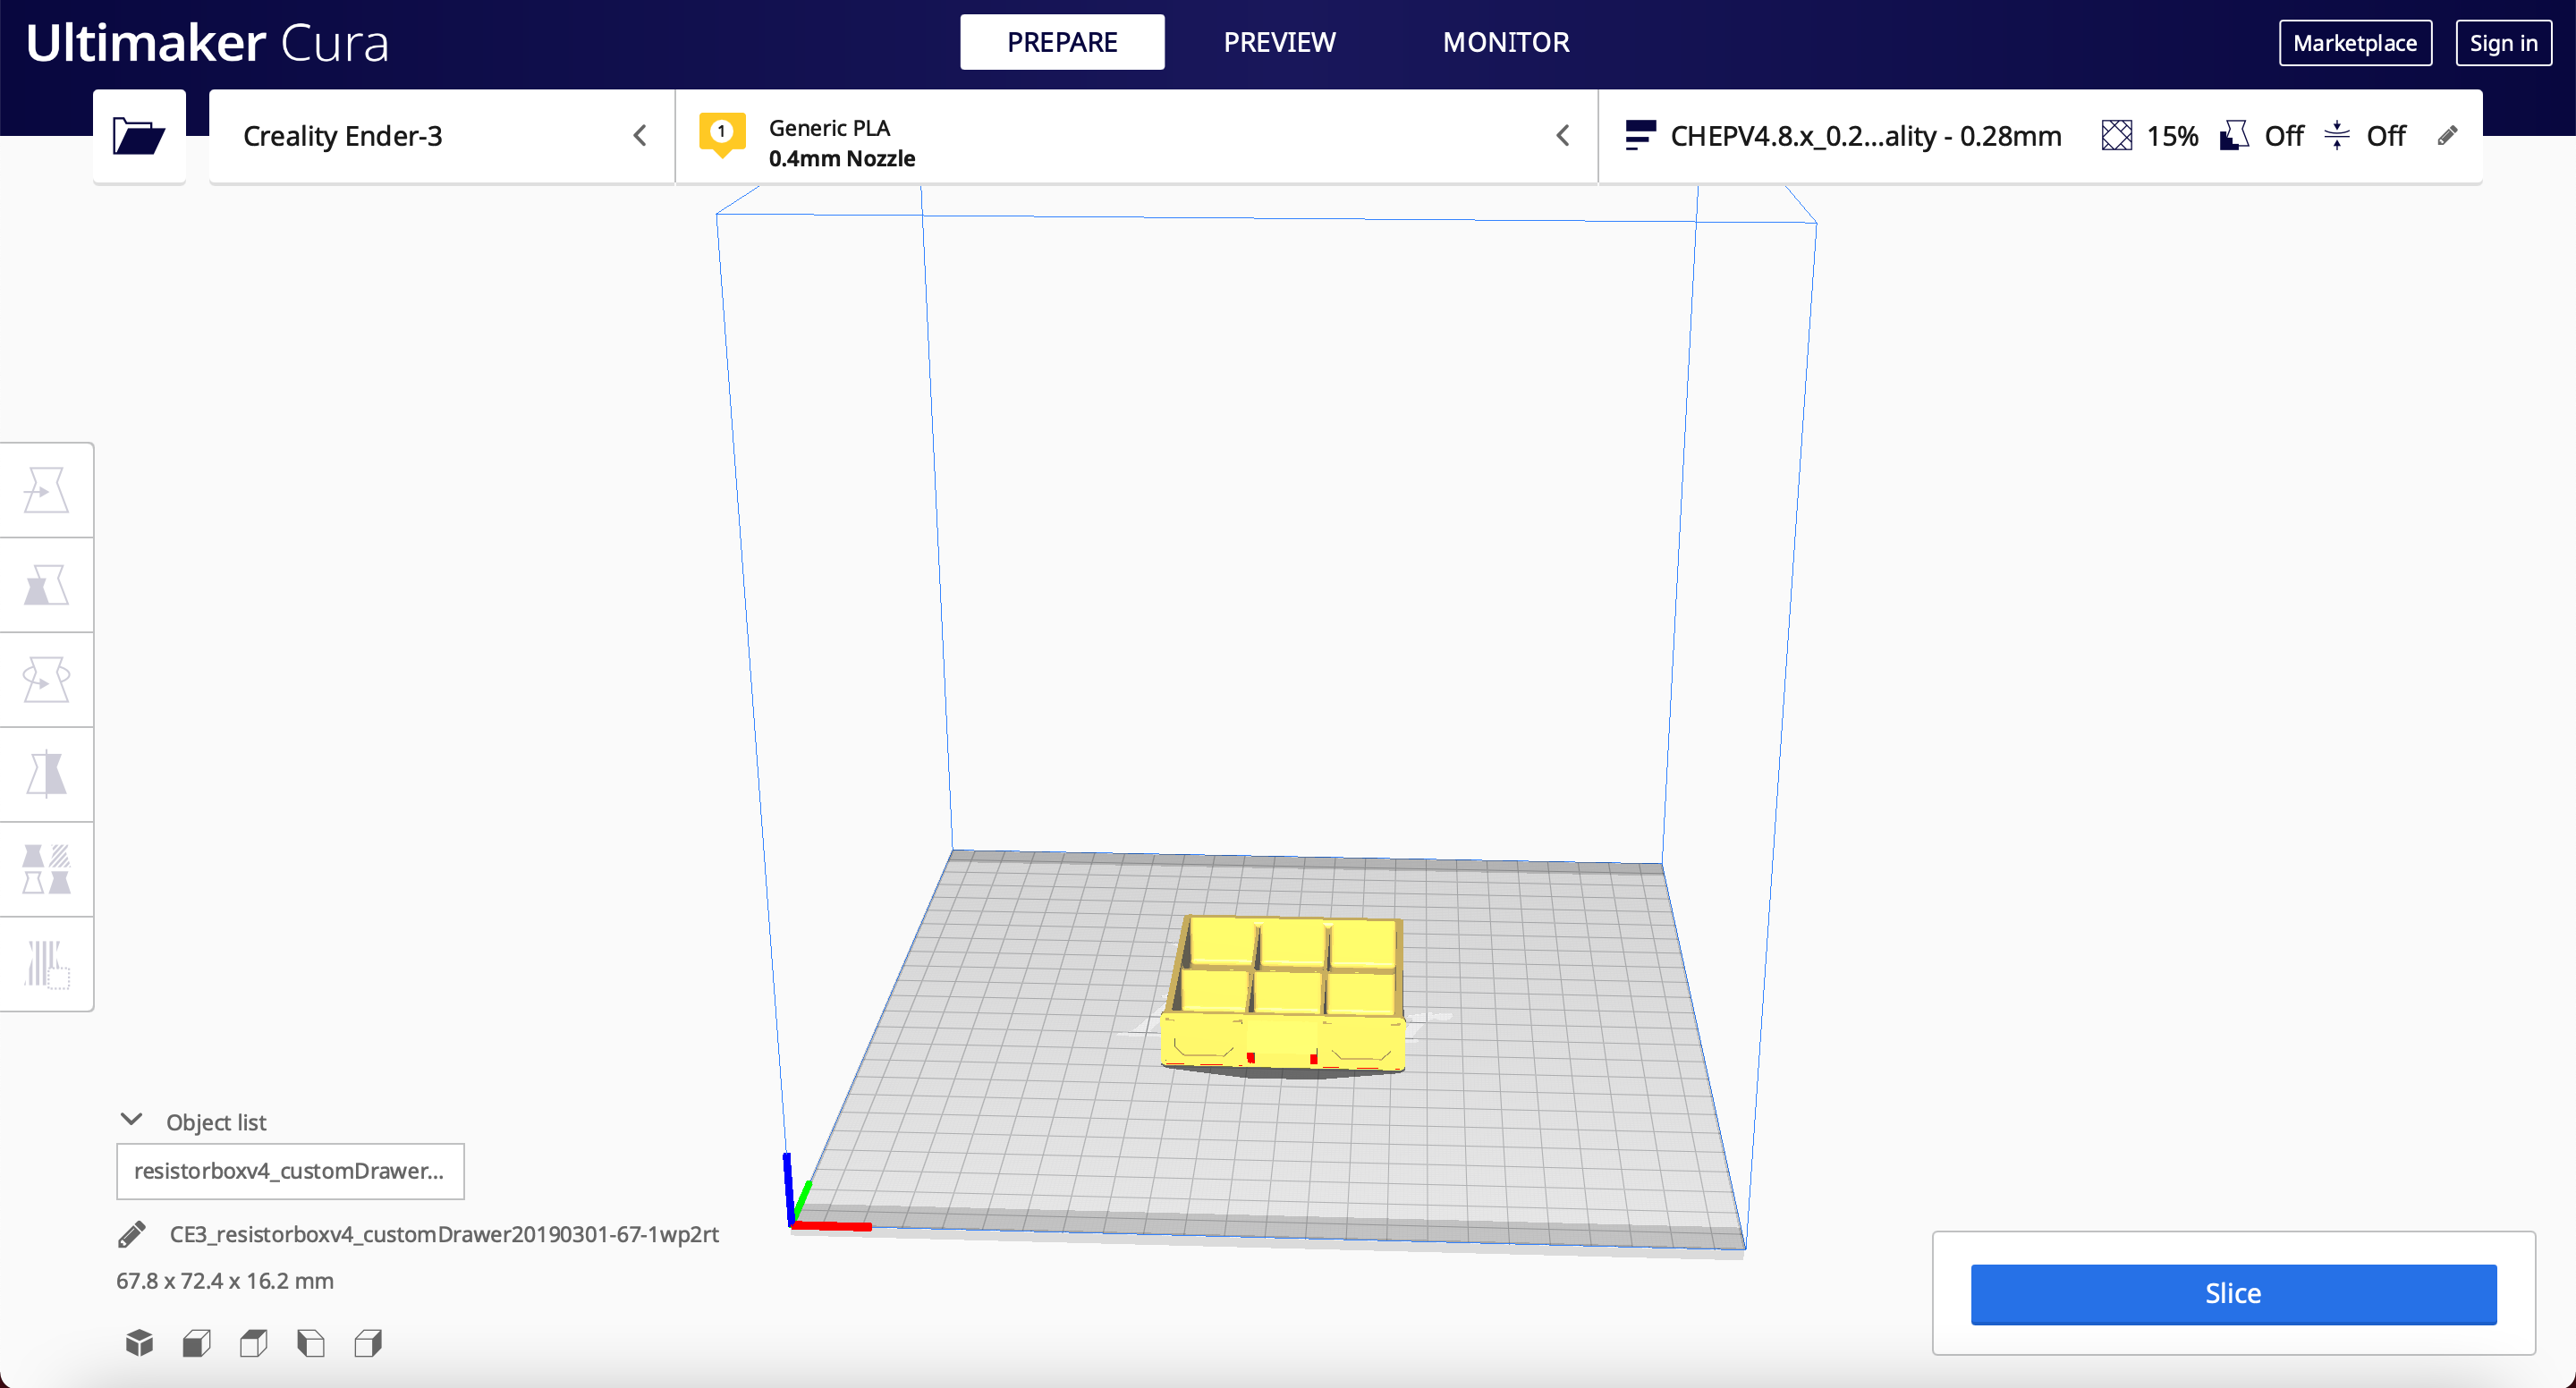 Ultimaker Cura
PREPARE
PREVIEW
MONITOR
Marketplace
Sign in
Creality Ender-3
1
Generic PLA
0.4mm Nozzle
CHEPV4.8.x_0.2...ality - 0.28mm
15%
Off
Off
Object list
resistorboxv4_customDrawer...
CE3_resistorboxv4_customDrawer20190301-67-1wp2rt
67.8 x 72.4 x 16.2 mm
Slice